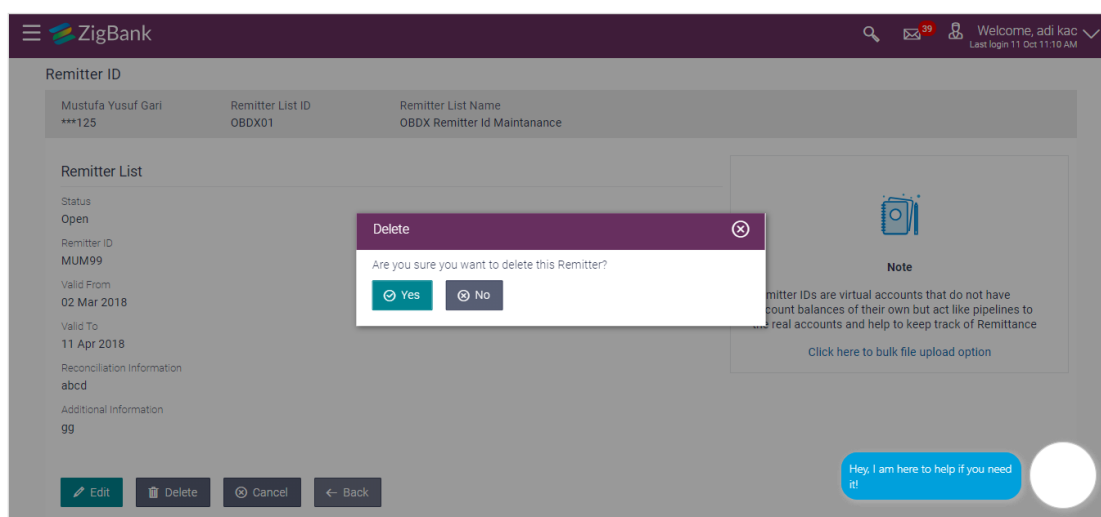 ZigBank
39
Welcome, adi kac
Last login 11 Oct 11:10 AM
Remitter ID
Mustufa Yusuf Gari
***125
Remitter List ID
OBDX01
Remitter List Name
OBDX Remitter Id Maintanance
Remitter List
Status
Open
Remitter ID
MUM99
Valid From
02 Mar 2018
Valid To
11 Apr 2018
Reconciliation Information
abcd
Additional Information
gg
Delete
Are you sure you want to delete this Remitter?
Yes
No
Note
mitter IDs are virtual accounts that do not have
count balances of their own but act like pipelines to
the real accounts and help to keep track of Remittance
Click here to bulk file upload option
Edit
Delete
Cancel
Back
Hey, I am here to help if you need
it!